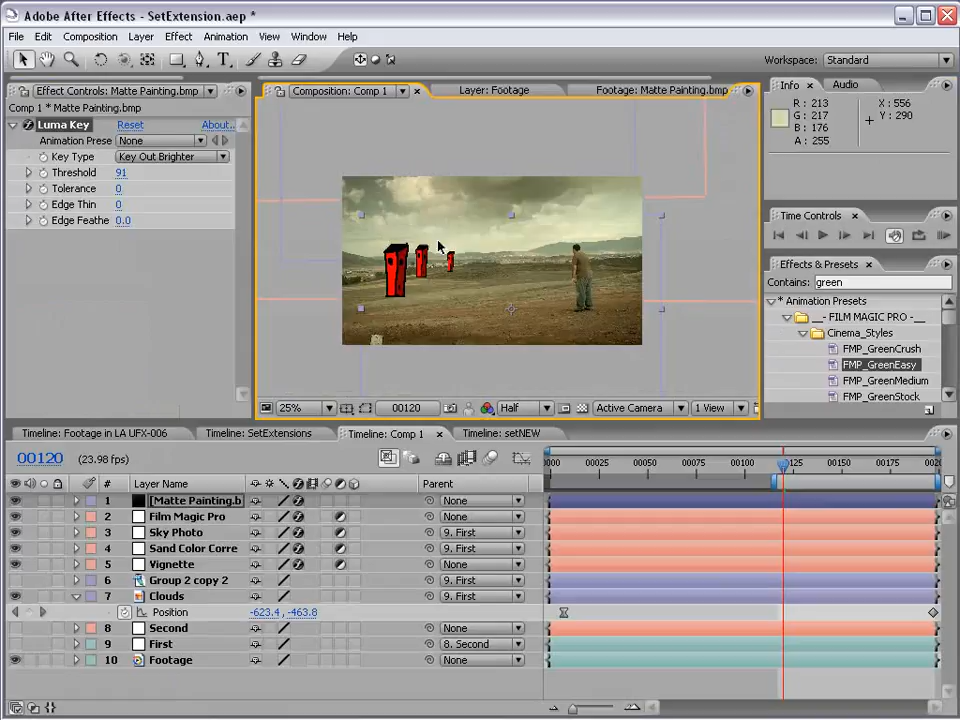 Adobe After Effects - SetExtension.aep *
File Edit Composition Layer Effect Animation View Window Help
Workspace: Standard
Effect Controls: Matte Painting.bmp
Composition: Comp 1
Layer: Footage
Footage: Matte Painting.bmp
Info
Audio
Comp 1 * Matte Painting.bmp
Luma Key Reset About...
Animation Prese None
Key Type Key Out Brighter
Threshold 91
Tolerance 0
Edge Thin 0
Edge Feathe 0.0
R : 213
G : 217
B : 176
A : 255
X : 556
Y : 290
Time Controls
Effects & Presets
Contains: green
* Animation Presets
__- FILM MAGIC PRO -__
Cinema_Styles
FMP_GreenCrush
FMP_GreenEasy
FMP_GreenMedium
FMP_GreenStock
25% 00120 Half Active Camera 1 View
Timeline: Footage in LA UFX-006
Timeline: SetExtensions
Timeline: Comp 1
Timeline: setNEW
00120 (23.98 fps)
0000 00025 00050 00075 00100 00125 00150 00175 0020
# Layer Name Parent
1 [Matte Painting.b None
2 Film Magic Pro None
3 Sky Photo 9. First
4 Sand Color Corre 9. First
5 Vignette None
6 Group 2 copy 2 9. First
7 Clouds 9. First
Position -623.4, -463.8
8 Second None
9 First 8. Second
10 Footage None